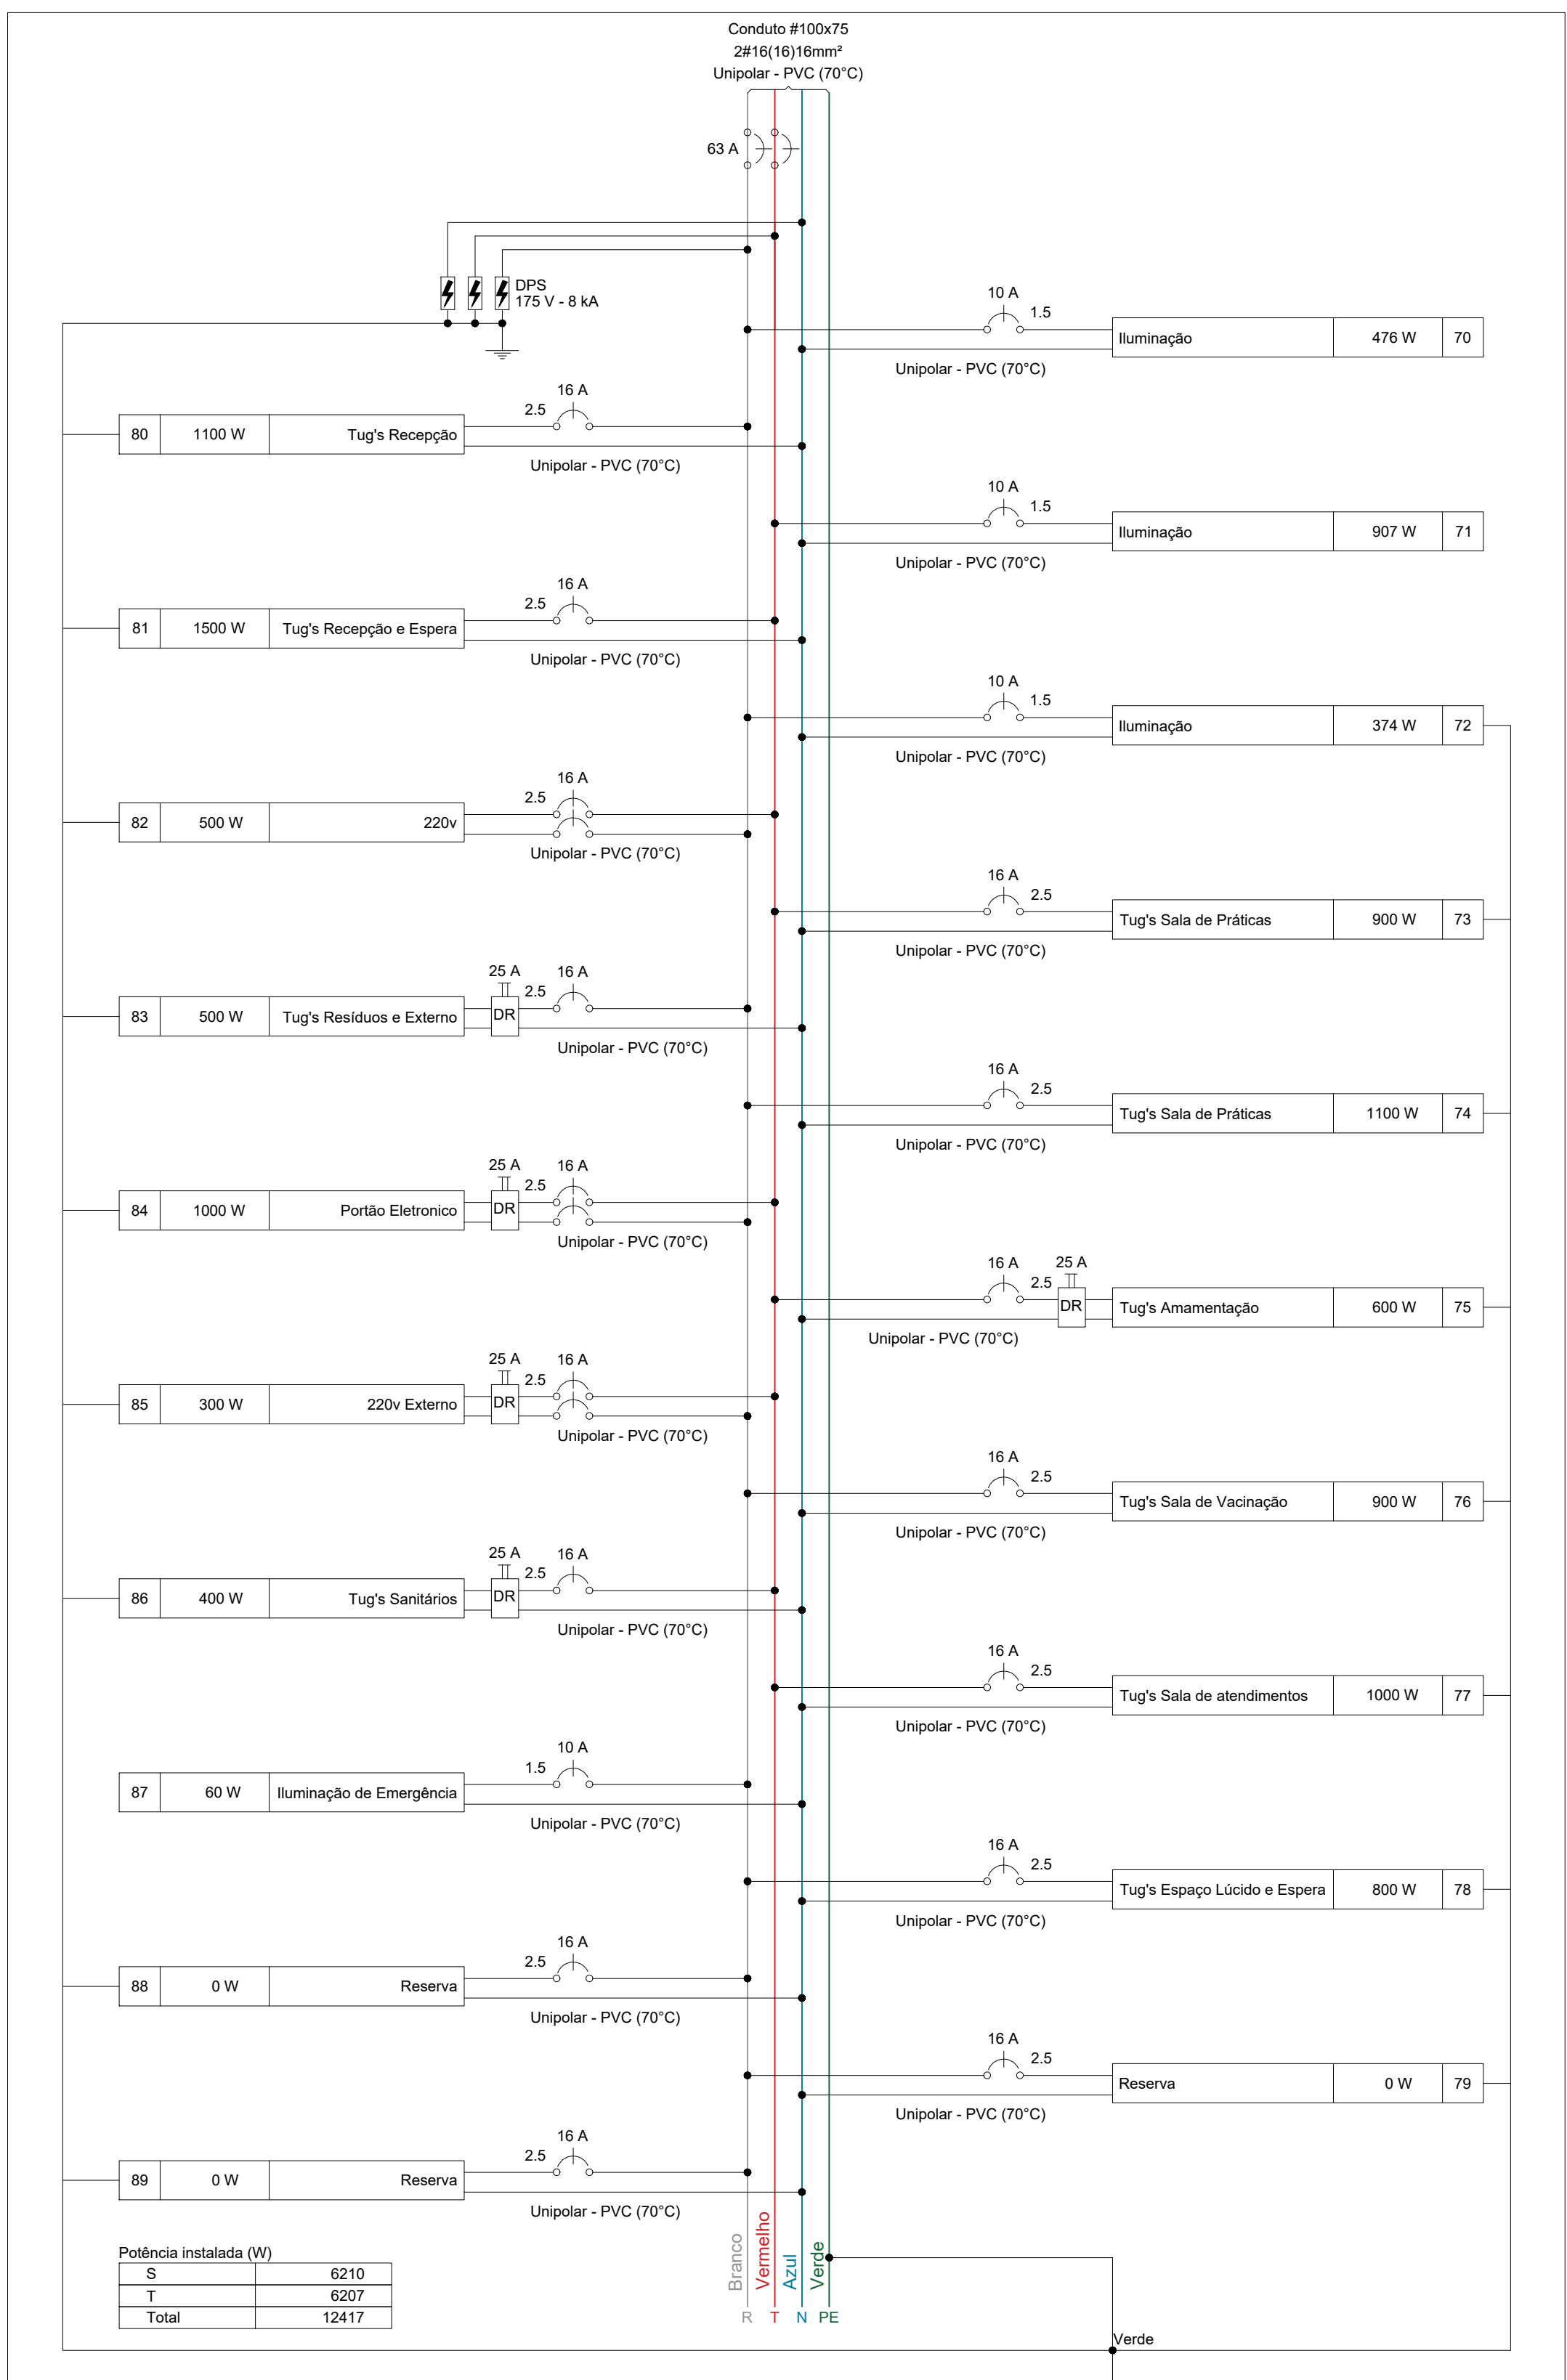 Conduto #100x75
2#16(16)16mm²
Unipolar - PVC (70°C)
63 A
DPS
175 V - 8 kA
10 A
1.5
Iluminação 476 W 70
Unipolar - PVC (70°C)
16 A
2.5
80 1100 W Tug's Recepção
Unipolar - PVC (70°C)
10 A
1.5
Iluminação 907 W 71
Unipolar - PVC (70°C)
16 A
2.5
81 1500 W Tug's Recepção e Espera
Unipolar - PVC (70°C)
10 A
1.5
Iluminação 374 W 72
Unipolar - PVC (70°C)
16 A
2.5
82 500 W 220v
Unipolar - PVC (70°C)
16 A
2.5
Tug's Sala de Práticas 900 W 73
Unipolar - PVC (70°C)
25 A 16 A
2.5
83 500 W Tug's Resíduos e Externo DR
Unipolar - PVC (70°C)
16 A
2.5
Tug's Sala de Práticas 1100 W 74
Unipolar - PVC (70°C)
25 A 16 A
2.5
84 1000 W Portão Eletronico DR
Unipolar - PVC (70°C)
16 A 25 A
2.5
DR Tug's Amamentação 600 W 75
Unipolar - PVC (70°C)
25 A 16 A
2.5
85 300 W 220v Externo DR
Unipolar - PVC (70°C)
16 A
2.5
Tug's Sala de Vacinação 900 W 76
Unipolar - PVC (70°C)
25 A 16 A
2.5
86 400 W Tug's Sanitários DR
Unipolar - PVC (70°C)
16 A
2.5
Tug's Sala de atendimentos 1000 W 77
Unipolar - PVC (70°C)
10 A
1.5
87 60 W Iluminação de Emergência
Unipolar - PVC (70°C)
16 A
2.5
Tug's Espaço Lúcido e Espera 800 W 78
Unipolar - PVC (70°C)
16 A
2.5
88 0 W Reserva
Unipolar - PVC (70°C)
16 A
2.5
Reserva 0 W 79
Unipolar - PVC (70°C)
16 A
2.5
89 0 W Reserva
Unipolar - PVC (70°C)
Potência instalada (W)
S 6210
T 6207
Total 12417
Branco
Vermelho
Azul
Verde
R T N PE
Verde